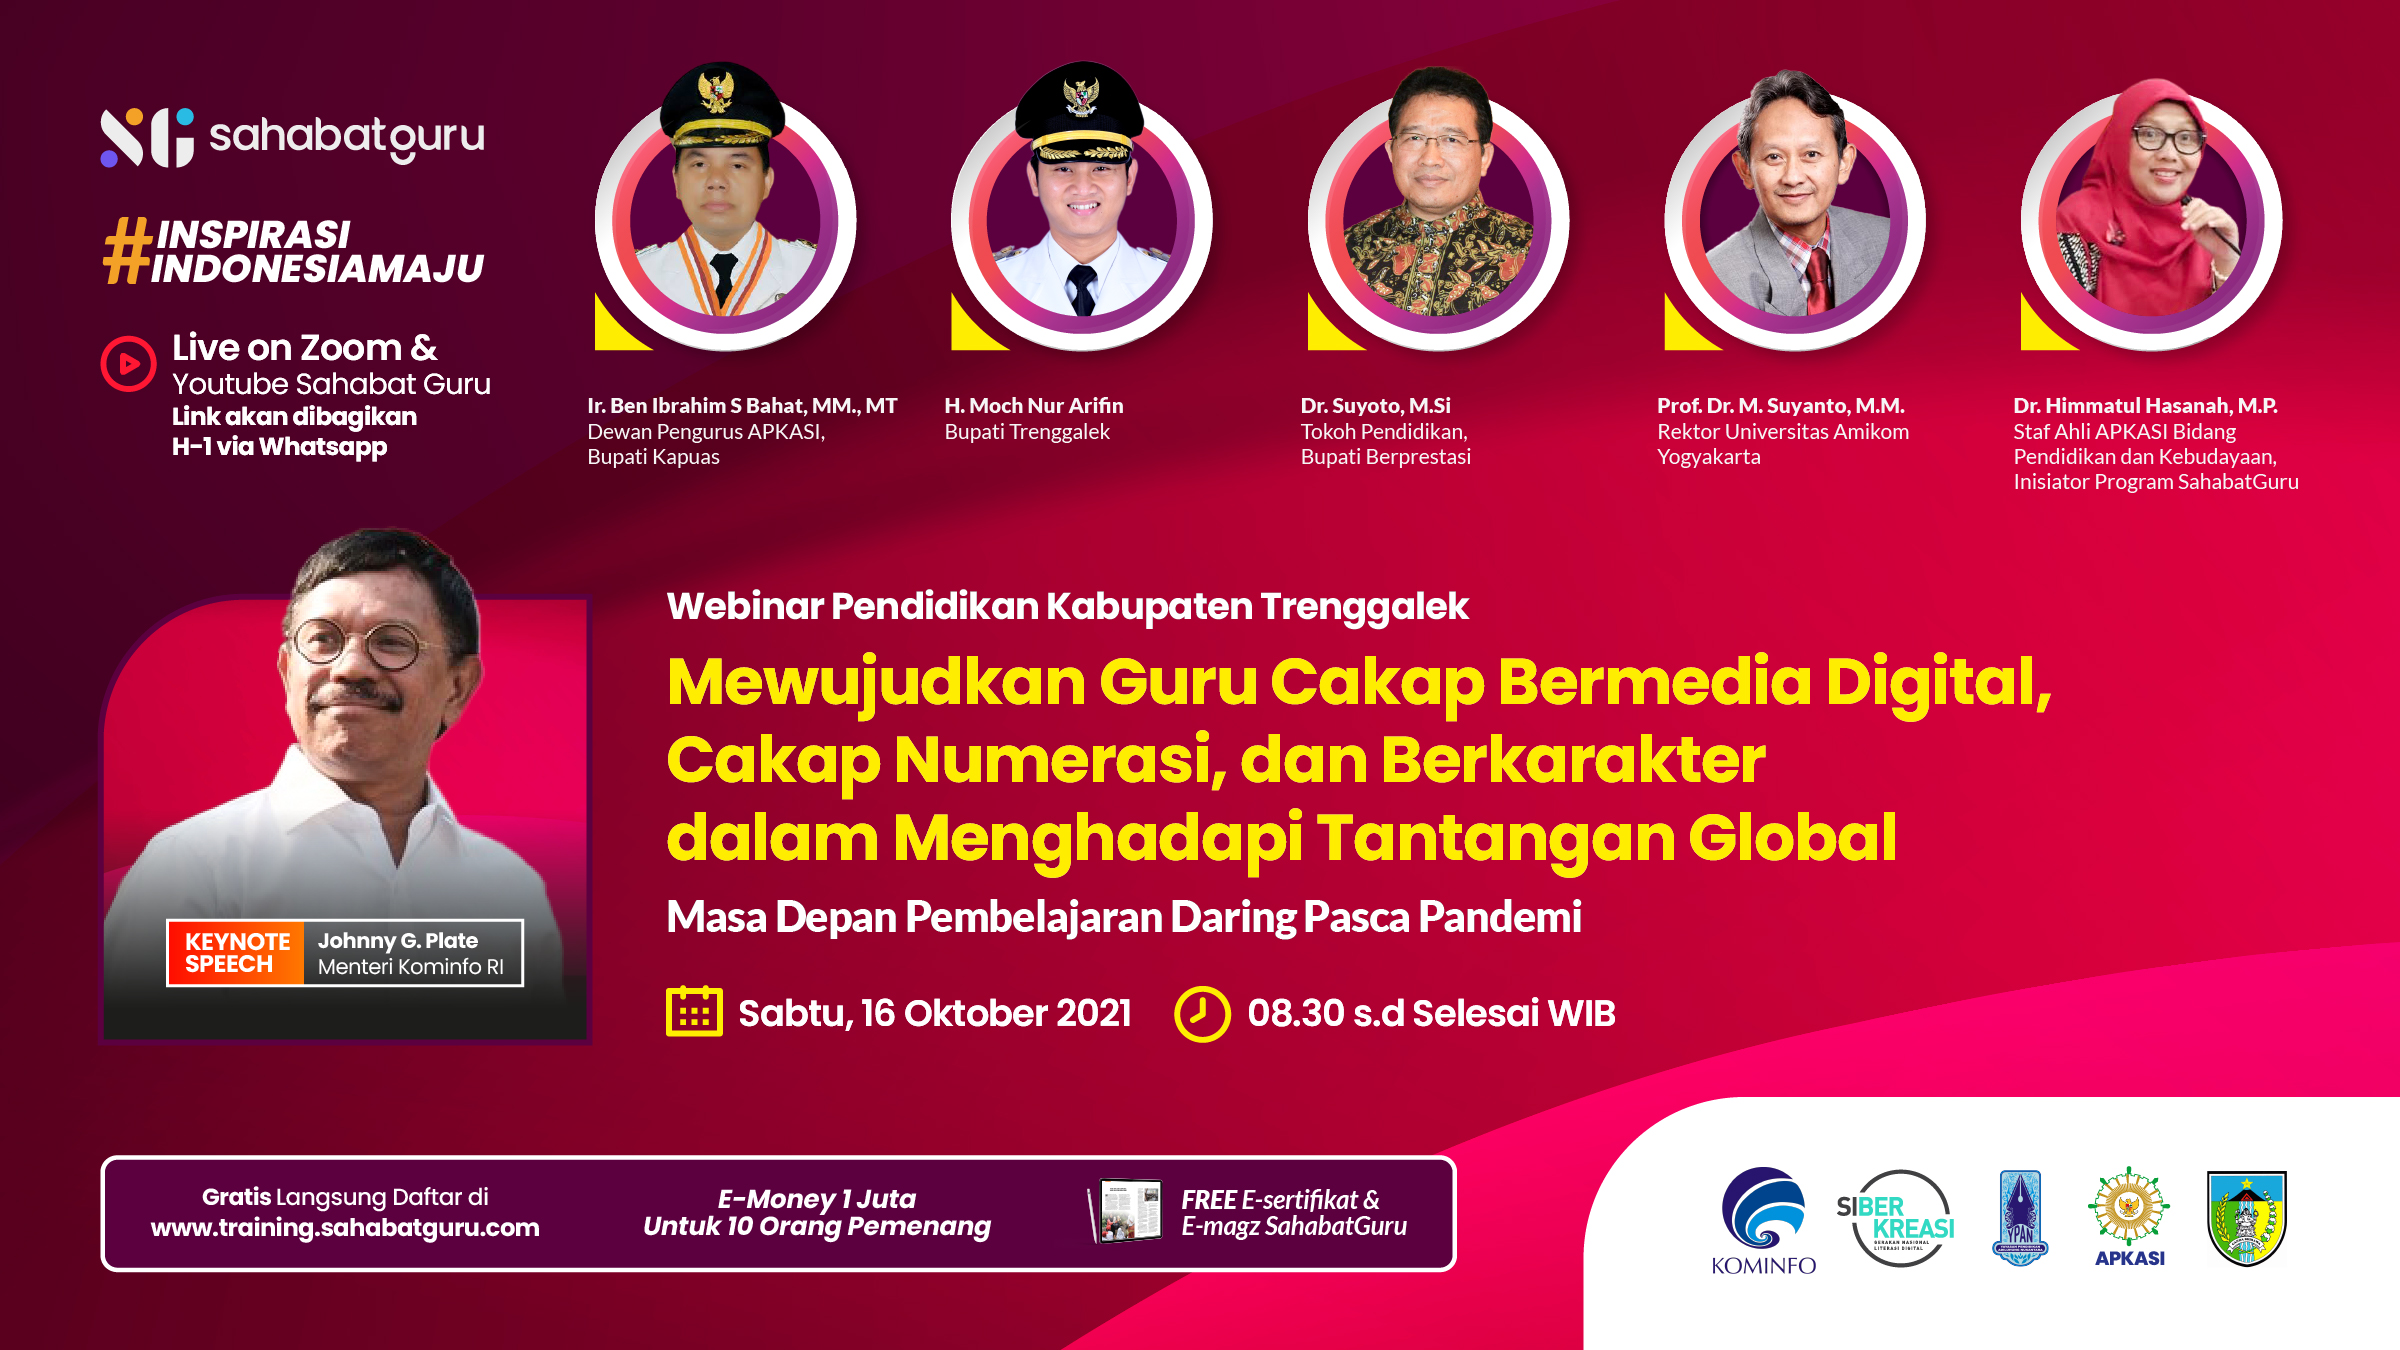 sahabatguru
#INSPIRASI
INDONESIAMAJU
Live on Zoom &
Youtube Sahabat Guru
Link akan dibagikan
H-1 via Whatsapp
Ir. Ben Ibrahim S Bahat, MM., MT
Dewan Pengurus APKASI,
Bupati Kapuas
H. Moch Nur Arifin
Bupati Trenggalek
Dr. Suyoto, M.Si
Tokoh Pendidikan,
Bupati Berprestasi
Prof. Dr. M. Suyanto, M.M.
Rektor Universitas Amikom
Yogyakarta
Dr. Himmatul Hasanah, M.P.
Staf Ahli APKASI Bidang
Pendidikan dan Kebudayaan,
Inisiator Program SahabatGuru
KEYNOTE
SPEECH
Johnny G. Plate
Menteri Kominfo RI
Webinar Pendidikan Kabupaten Trenggalek
Mewujudkan Guru Cakap Bermedia Digital,
Cakap Numerasi, dan Berkarakter
dalam Menghadapi Tantangan Global
Masa Depan Pembelajaran Daring Pasca Pandemi
Sabtu, 16 Oktober 2021
08.30 s.d Selesai WIB
Gratis Langsung Daftar di
www.training.sahabatguru.com
E-Money 1 Juta
Untuk 10 Orang Pemenang
FREE E-sertifikat &
E-magz SahabatGuru
KOMINFO
SIBER
KREASI
GERAKAN NASIONAL
LITERASI DIGITAL
YPAN
APKASI